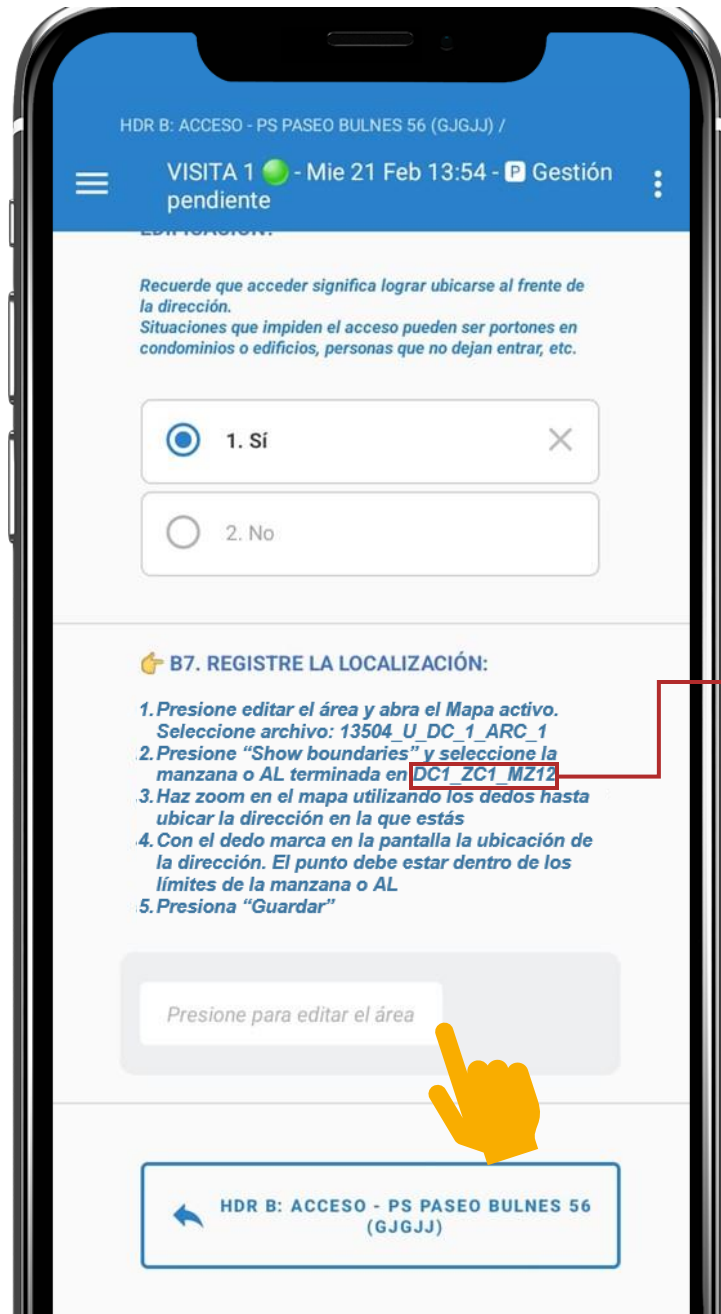 HDR B: ACCESO - PS PASEO BULNES 56 (GJGJJ) /
VISITA 1 - Mie 21 Feb 13:54 - P Gestión
pendiente
EDIFICACIÓN:
Recuerde que acceder significa lograr ubicarse al frente de
la dirección.
Situaciones que impiden el acceso pueden ser portones en
condominios o edificios, personas que no dejan entrar, etc.
1. Sí
2. No
B7. REGISTRE LA LOCALIZACIÓN:
1. Presione editar el área y abra el Mapa activo.
Seleccione archivo: 13504_U_DC_1_ARC_1
2. Presione “Show boundaries” y seleccione la
manzana o AL terminada en DC1_ZC1_MZ12
3. Haz zoom en el mapa utilizando los dedos hasta
ubicar la dirección en la que estás
4. Con el dedo marca en la pantalla la ubicación de
la dirección. El punto debe estar dentro de los
límites de la manzana o AL
5. Presiona “Guardar”
Presione para editar el área
HDR B: ACCESO - PS PASEO BULNES 56
(GJGJJ)